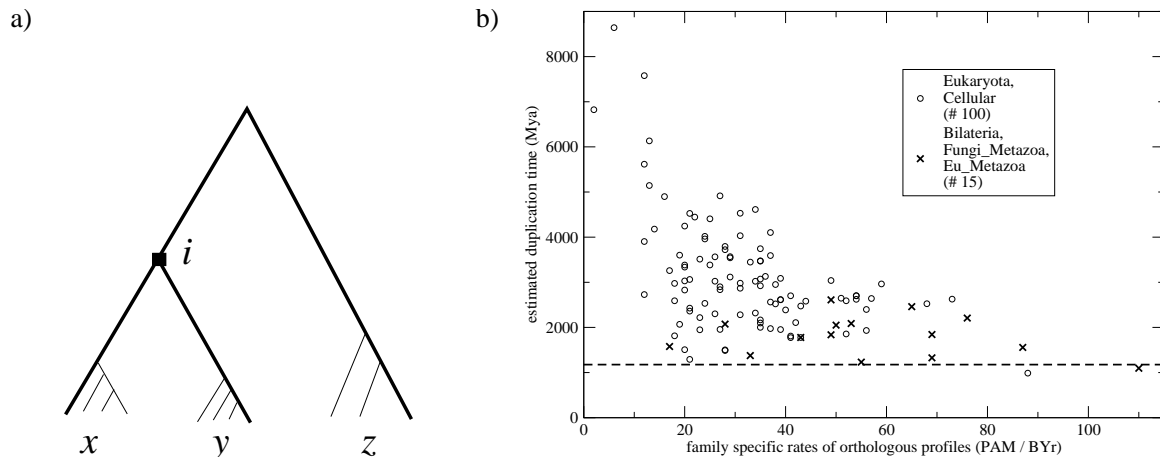 a)
i
x y z
b)
estimated duplication time (Mya)
8000
6000
4000
2000
0
Eukaryota,
Cellular
(# 100)
Bilateria,
Fungi_Metazoa,
Eu_Metazoa
(# 15)
0 20 40 60 80 100
family specific rates of orthologous profiles (PAM / BYr)